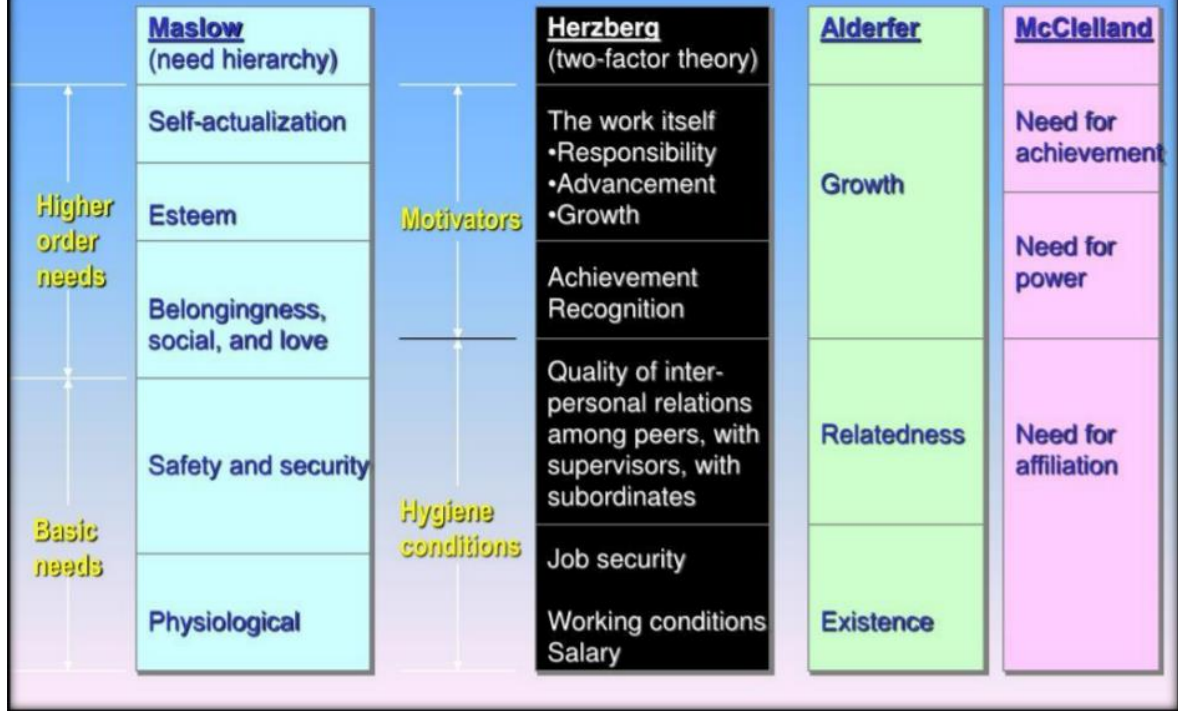 Maslow
(need hierarchy)
Self-actualization
Esteem
Belongingness,
social, and love
Safety and security
Physiological
Higher
order
needs
Basic
needs
Herzberg
(two-factor theory)
The work itself
•Responsibility
•Advancement
•Growth
Achievement
Recognition
Quality of inter-
personal relations
among peers, with
supervisors, with
subordinates
Job security
Working conditions
Salary
Motivators
Hygiene
conditions
Alderfer
Growth
Relatedness
Existence
McClelland
Need for
achievement
Need for
power
Need for
affiliation